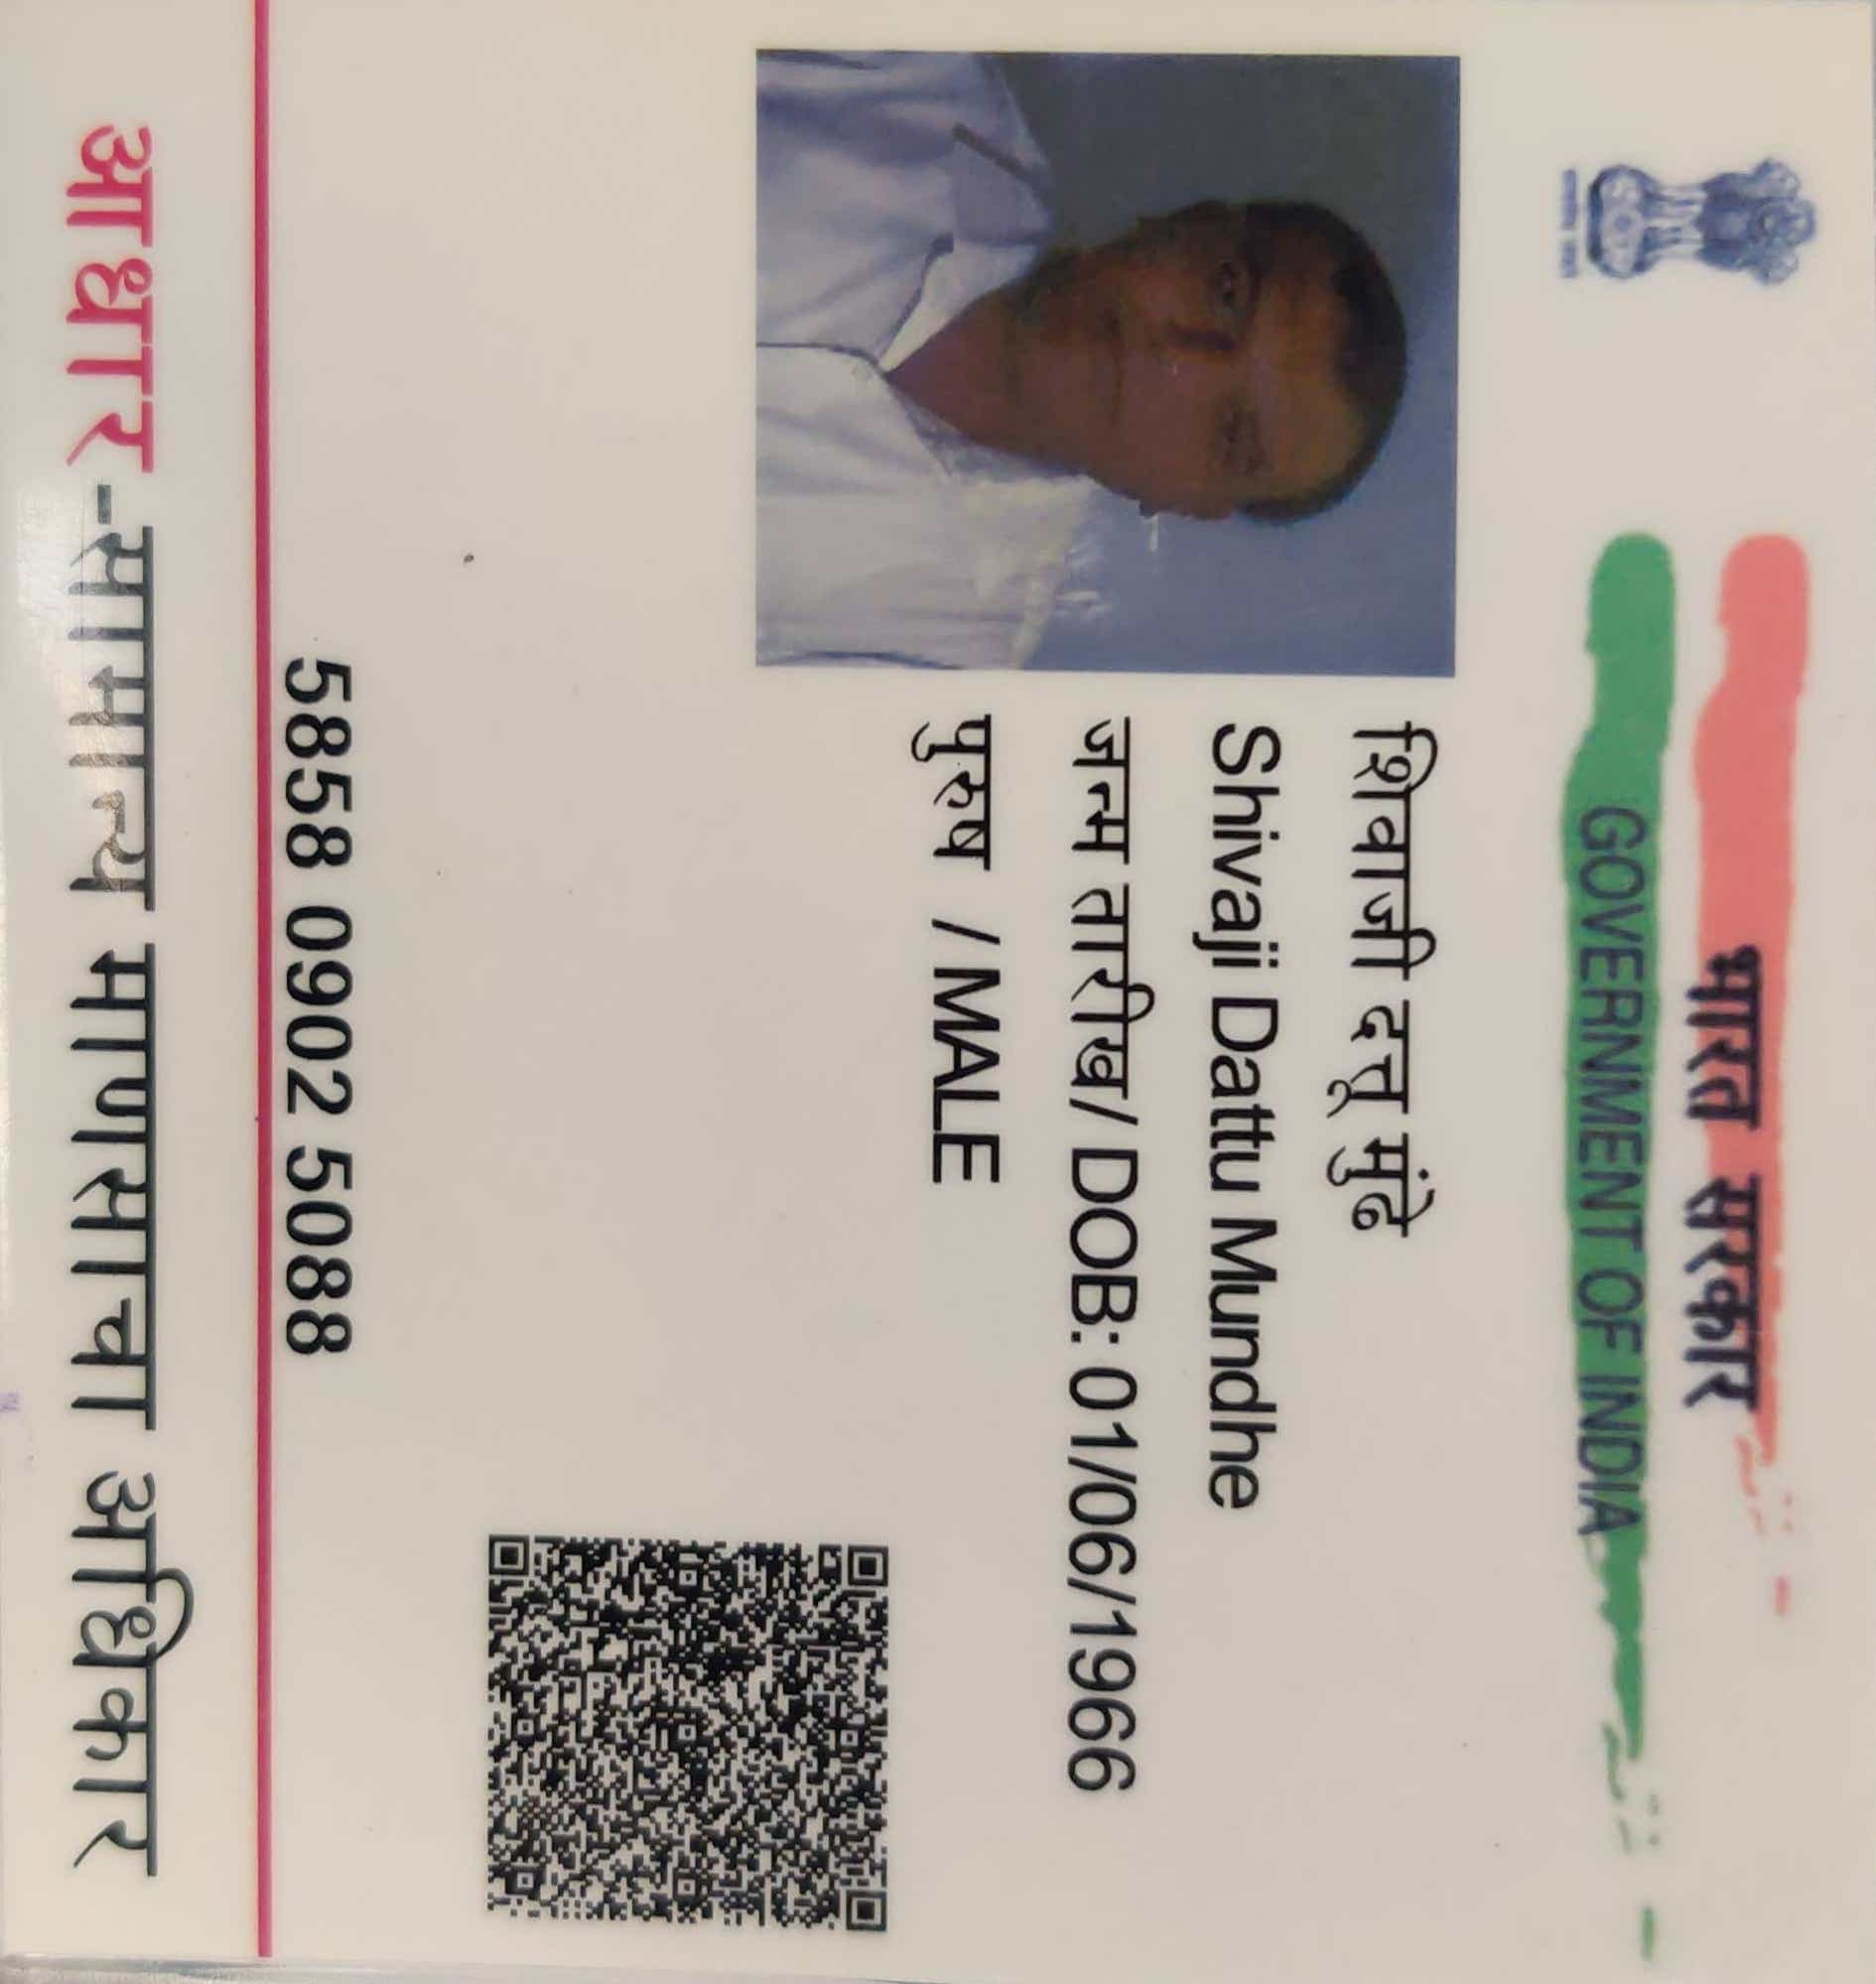 भारत सरकार
GOVERNMENT OF INDIA
शिवाजी दत्तू मुंढे
Shivaji Dattu Mundhe
जन्म तारीख/ DOB: 01/06/1966
पुरुष / MALE
5858 0902 5088
आधार-सामान्य माणसाचा अधिकार